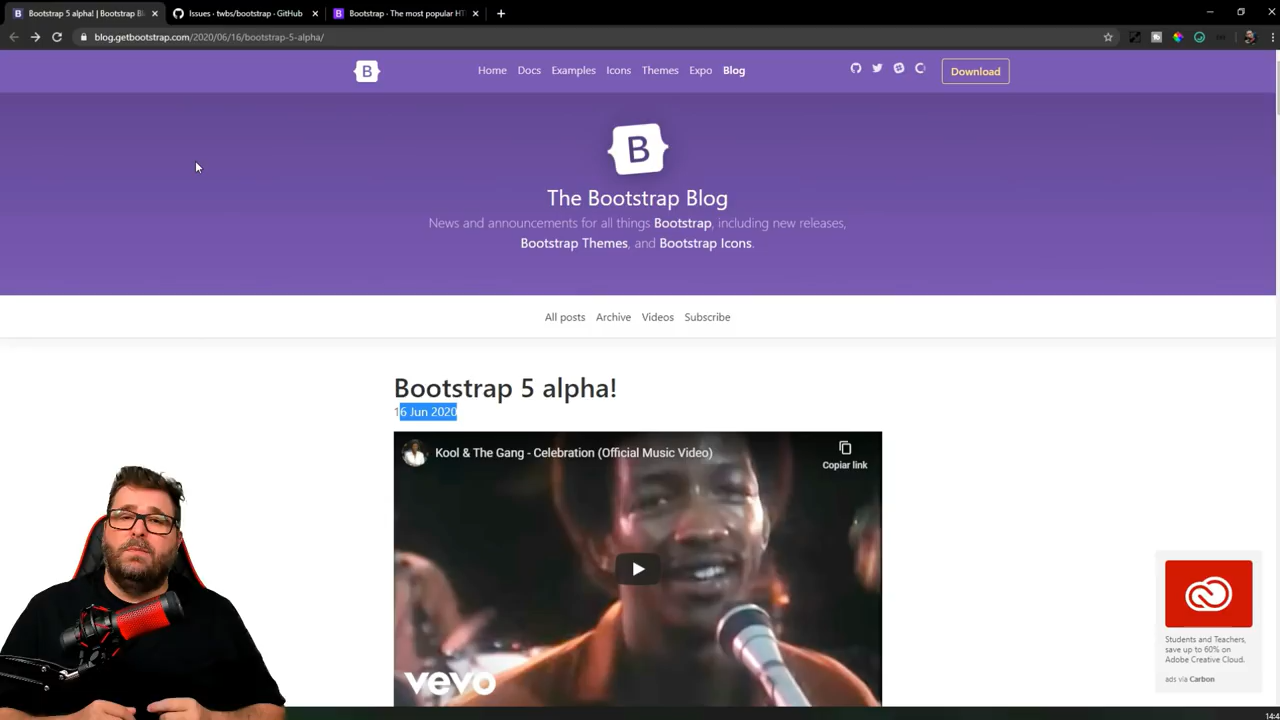 Bootstrap 5 alpha! | Bootstrap Bl
Issues · twbs/bootstrap · GitHub
Bootstrap · The most popular HT
blog.getbootstrap.com/2020/06/16/bootstrap-5-alpha/
B
Home Docs Examples Icons Themes Expo Blog
Download
B
The Bootstrap Blog
News and announcements for all things Bootstrap, including new releases,
Bootstrap Themes, and Bootstrap Icons.
All posts Archive Videos Subscribe
Bootstrap 5 alpha!
16 Jun 2020
Kool & The Gang - Celebration (Official Music Video)
Copiar link
vevo
Students and Teachers,
save up to 60% on
Adobe Creative Cloud.
ads via Carbon